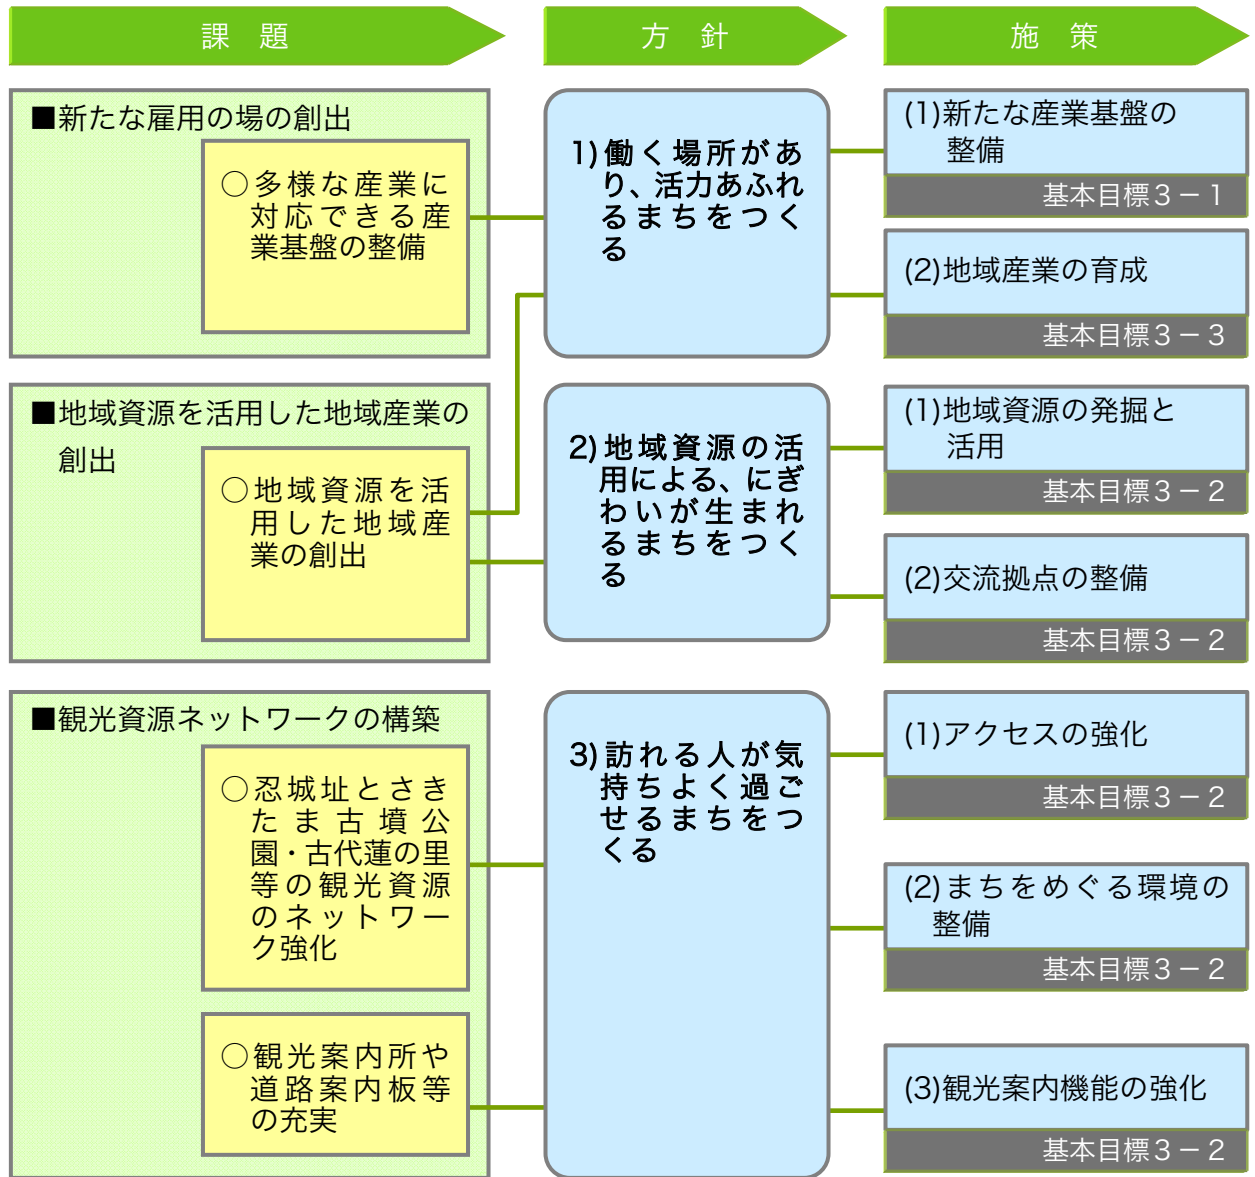 課 題
方 針
施 策
■新たな雇用の場の創出
○多様な産業に
対応できる産
業基盤の整備
1)働く場所があ
り、活力あふれ
るまちをつく
る
(1)新たな産業基盤の
整備
基本目標3－1
(2)地域産業の育成
基本目標3－3
■地域資源を活用した地域産業の
創出
○地域資源を活
用した地域産
業の創出
2)地域資源の活
用による、にぎ
わいが生まれ
るまちをつく
る
(1)地域資源の発掘と
活用
基本目標3－2
(2)交流拠点の整備
基本目標3－2
■観光資源ネットワークの構築
○忍城址とさき
たま古墳公
園・古代蓮の里
等の観光資源
のネットワー
ク強化
○観光案内所や
道路案内板等
の充実
3)訪れる人が気
持ちよく過ご
せるまちをつ
くる
(1)アクセスの強化
基本目標3－2
(2)まちをめぐる環境の
整備
基本目標3－2
(3)観光案内機能の強化
基本目標3－2